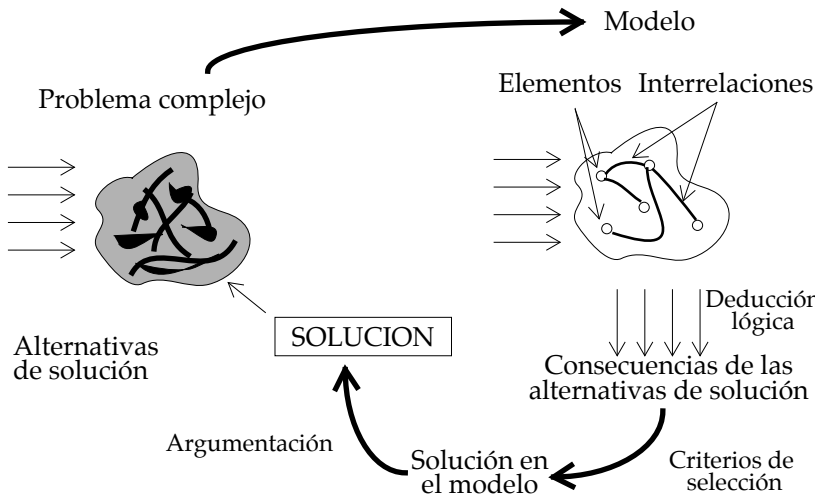 Modelo
Problema complejo
Elementos
Interrelaciones
Deducción
lógica
Alternativas
de solución
SOLUCION
Consecuencias de las
alternativas de solución
Argumentación
Solución en
el modelo
Criterios de
selección